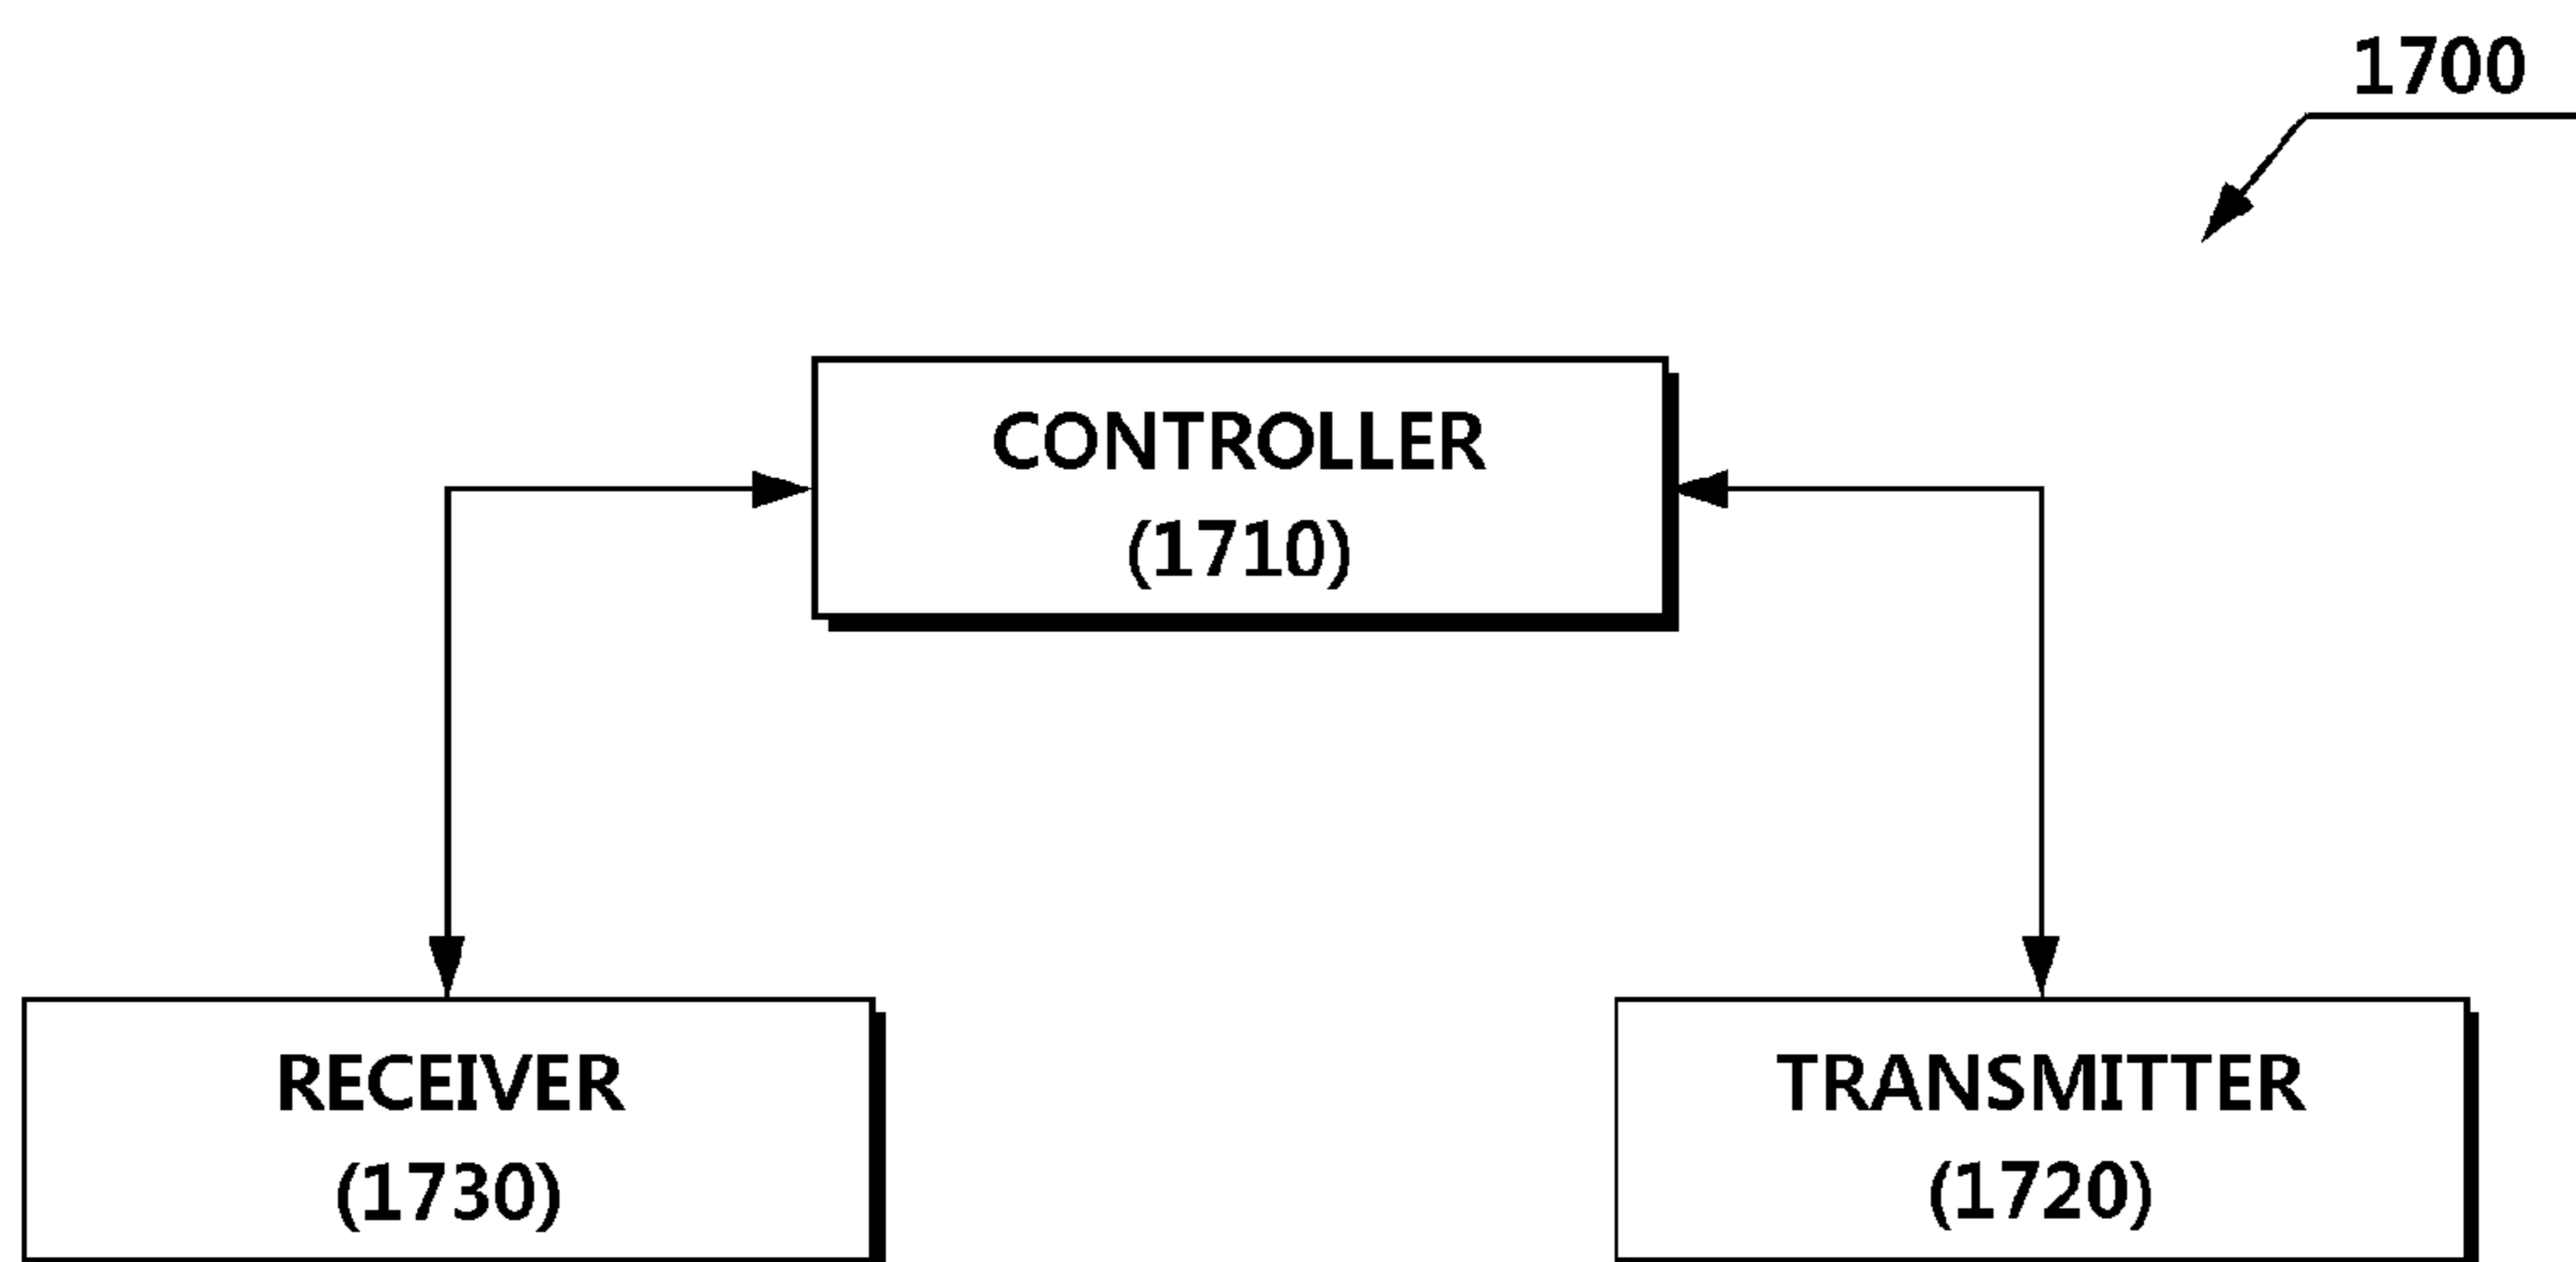 1700
CONTROLLER
(1710)
RECEIVER
(1730)
TRANSMITTER
(1720)